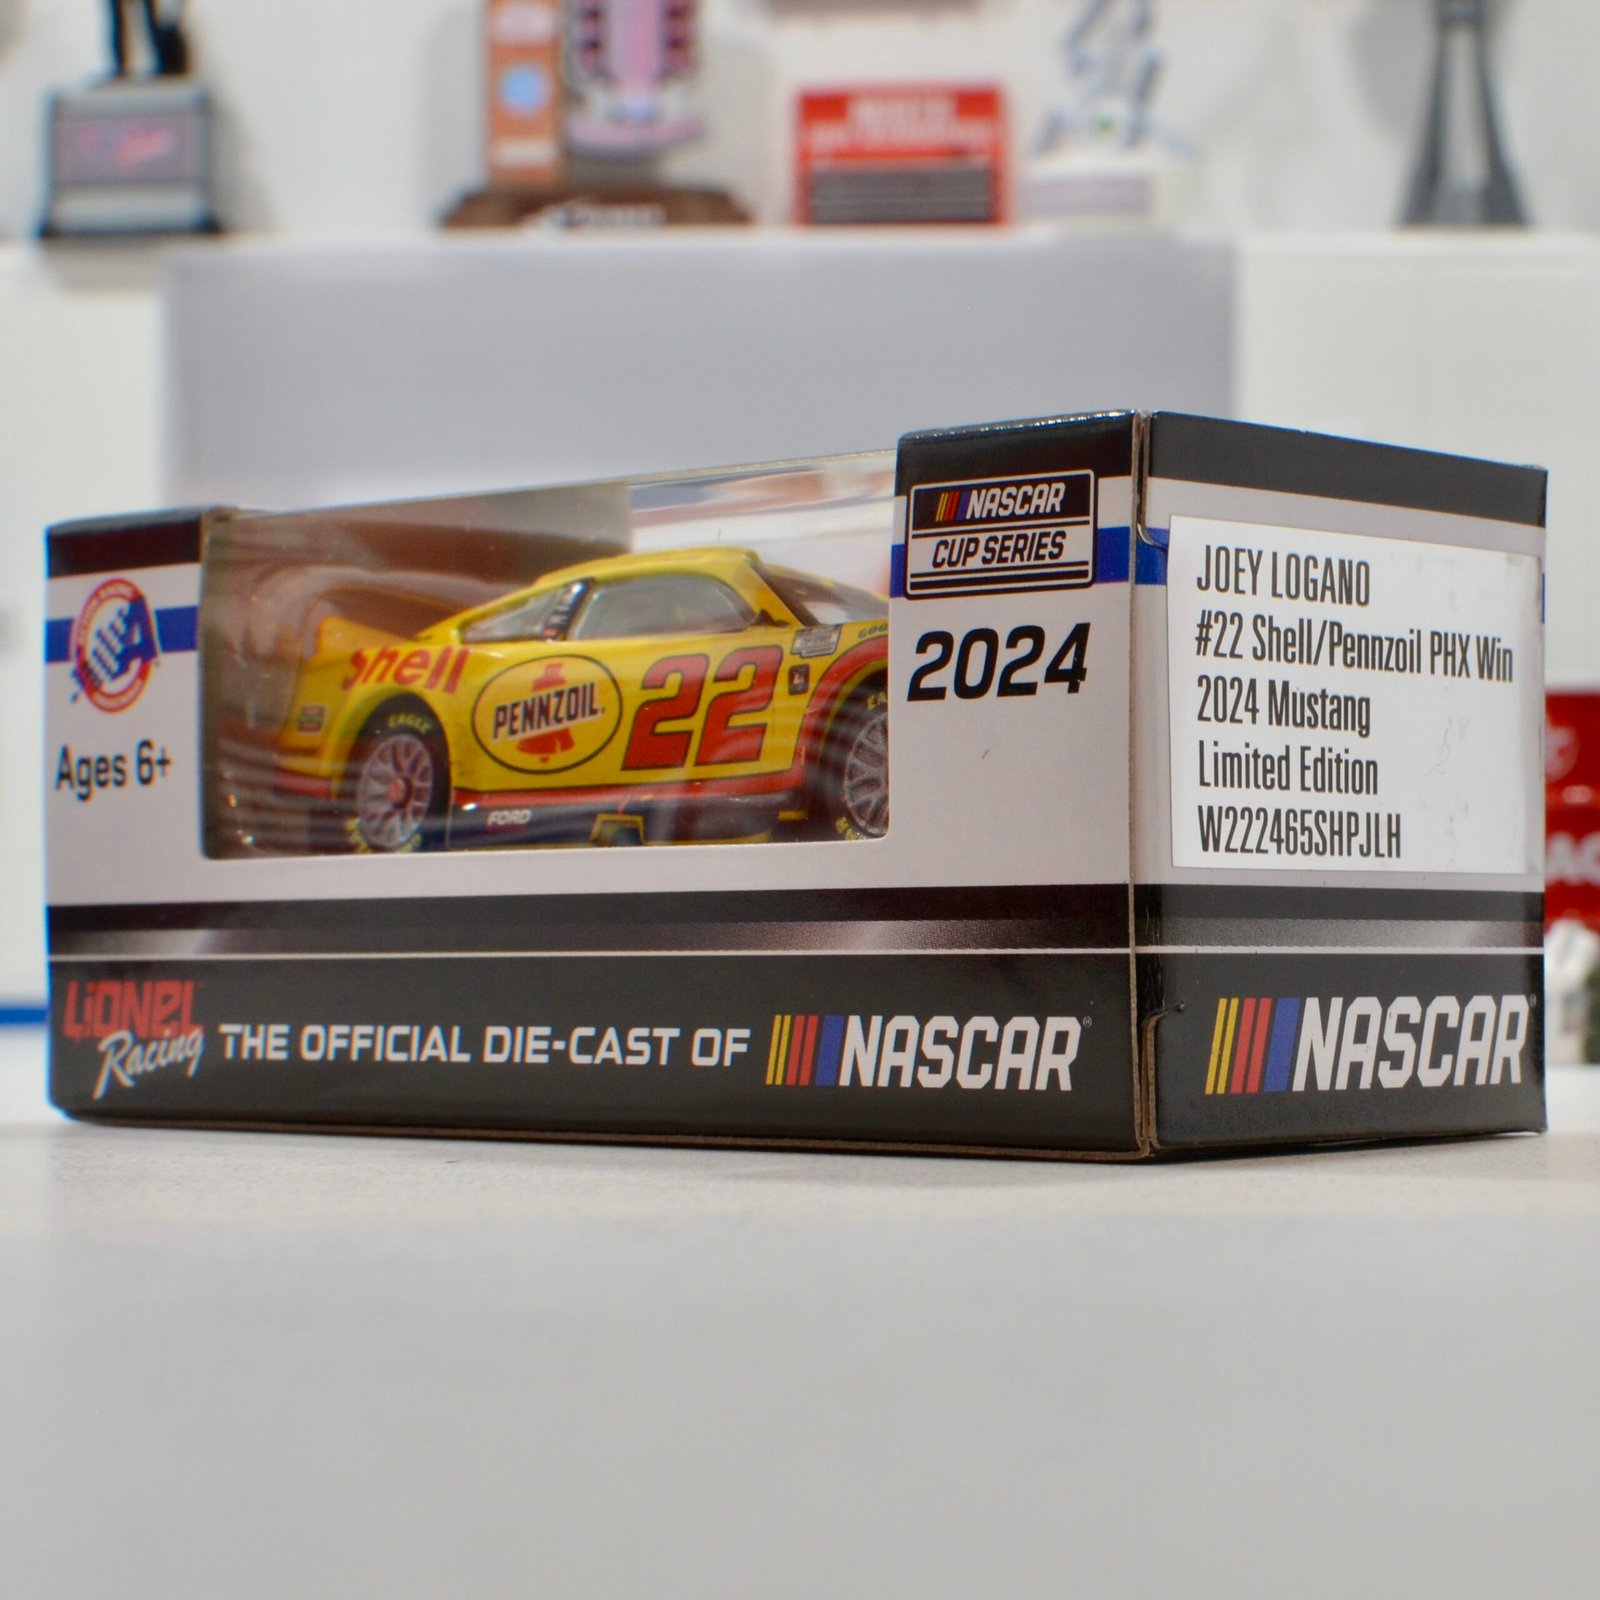 NASCAR
CUP SERIES
2024
Ages 6+
Shell
PENNZOIL
22
EAGLE
FORD
LiONEL
Racing
THE OFFICIAL DIE-CAST OF
NASCAR
JOEY LOGANO
#22 Shell/Pennzoil PHX Win
2024 Mustang
Limited Edition
W222465SHPJLH
NASCAR